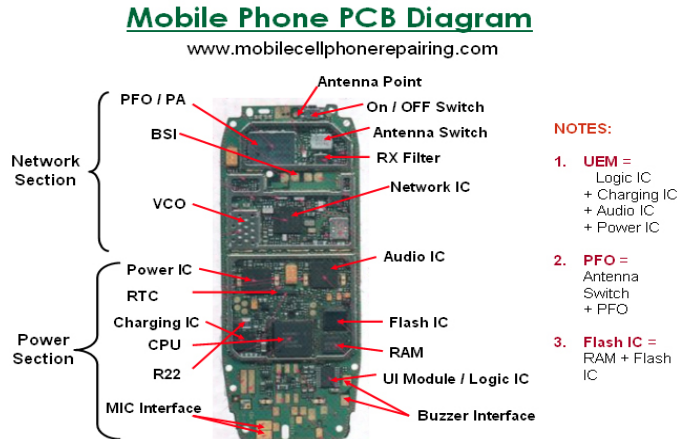 Mobile Phone PCB Diagram
www.mobilecellphonerepairing.com
Antenna Point
PFO / PA
On / OFF Switch
BSI
Antenna Switch
RX Filter
Network
Section
Network IC
VCO
Audio IC
Power IC
RTC
Charging IC
Flash IC
Power
Section
CPU
RAM
R22
UI Module / Logic IC
MIC Interface
Buzzer Interface
NOTES:
1. UEM =
Logic IC
+ Charging IC
+ Audio IC
+ Power IC
2. PFO =
Antenna
Switch
+ PFO
3. Flash IC =
RAM + Flash
IC